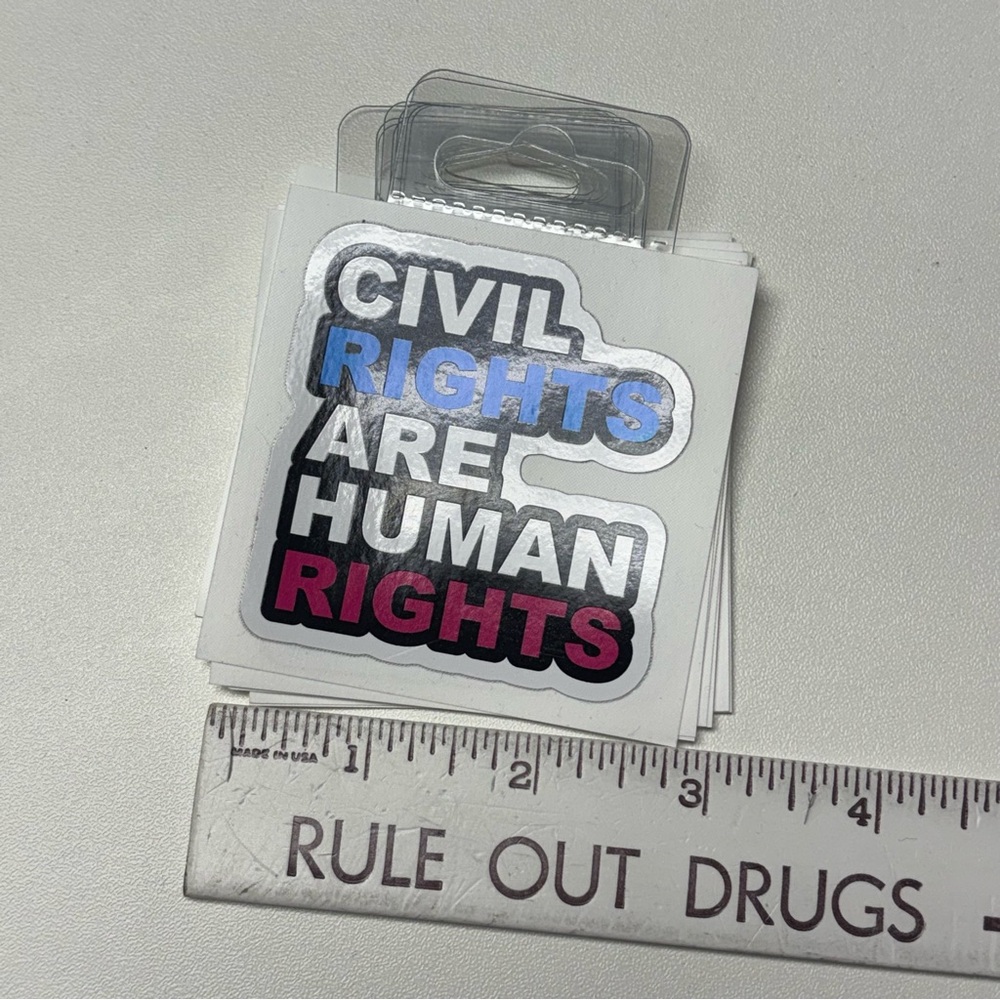 CIVIL
RIGHTS
ARE
HUMAN
RIGHTS
MADE IN USA
1 2 3 4
RULE OUT DRUGS